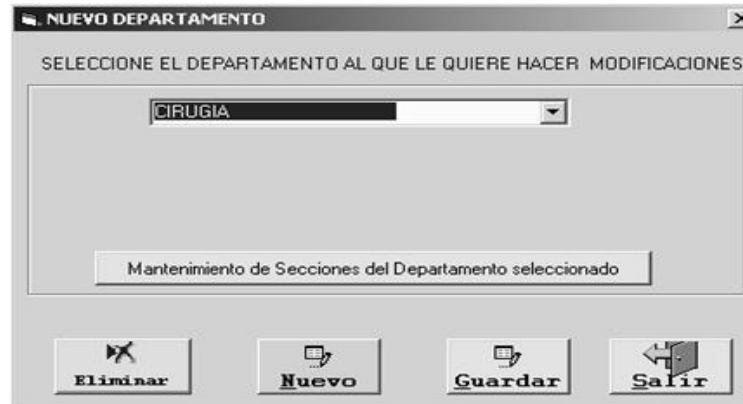 NUEVO DEPARTAMENTO
SELECCIONE EL DEPARTAMENTO AL QUE LE QUIERE HACER MODIFICACIONES
CIRUGIA
Mantenimiento de Secciones del Departamento seleccionado
Eliminar Nuevo Guardar Salir